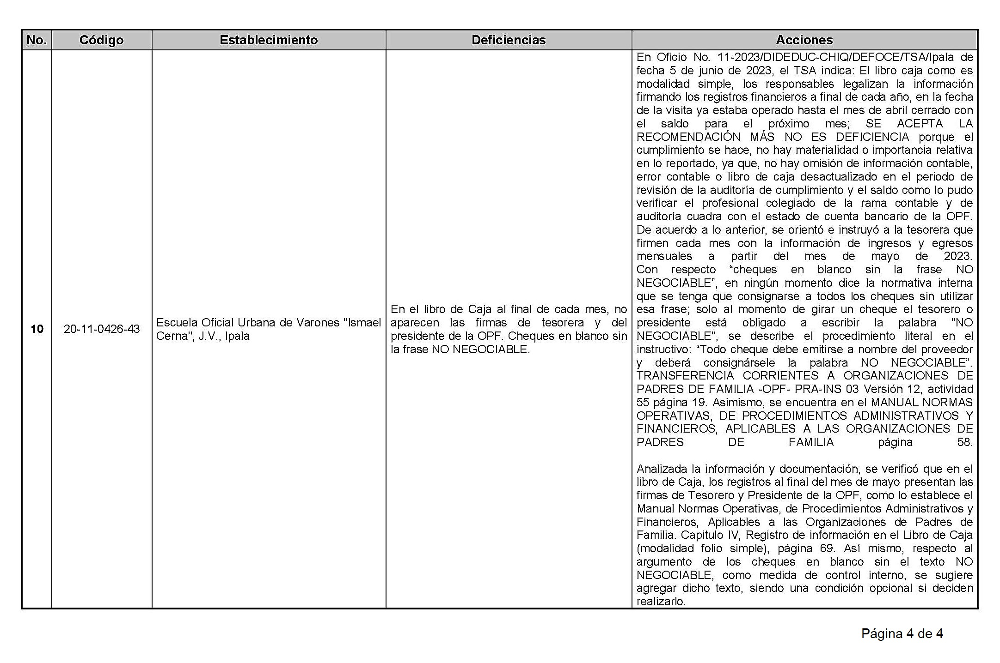 No. Código Establecimiento Deficiencias Acciones
10
20-11-0426-43
Escuela Oficial Urbana de Varones "Ismael
Cerna", J.V., Ipala
En el libro de Caja al final de cada mes, no
aparecen las firmas de tesorera y del
presidente de la OPF. Cheques en blanco sin
la frase NO NEGOCIABLE.
En Oficio No. 11-2023/DIDEDUC-CHIQ/DEFOCE/TSA/Ipala de
fecha 5 de junio de 2023, el TSA indica: El libro caja como es
modalidad simple, los responsables legalizan la información
firmando los registros financieros a final de cada año, en la fecha
de la visita ya estaba operado hasta el mes de abril cerrado con
el saldo para el próximo mes; SE ACEPTA LA
RECOMENDACIÓN MÁS NO ES DEFICIENCIA porque el
cumplimiento se hace, no hay materialidad o importancia relativa
en lo reportado, ya que, no hay omisión de información contable,
error contable o libro de caja desactualizado en el periodo de
revisión de la auditoría de cumplimiento y el saldo como lo pudo
verificar el profesional colegiado de la rama contable y de
auditoría cuadra con el estado de cuenta bancario de la OPF.
De acuerdo a lo anterior, se orientó e instruyó a la tesorera que
firmen cada mes con la información de ingresos y egresos
mensuales a partir del mes de mayo de 2023.
Con respecto “cheques en blanco sin la frase NO
NEGOCIABLE”, en ningún momento dice la normativa interna
que se tenga que consignarse a todos los cheques sin utilizar
esa frase; solo al momento de girar un cheque el tesorero o
presidente está obligado a escribir la palabra "NO
NEGOCIABLE", se describe el procedimiento literal en el
instructivo: “Todo cheque debe emitirse a nombre del proveedor
y deberá consignársele la palabra NO NEGOCIABLE”.
TRANSFERENCIA CORRIENTES A ORGANIZACIONES DE
PADRES DE FAMILIA -OPF- PRA-INS 03 Versión 12, actividad
55 página 19. Asimismo, se encuentra en el MANUAL NORMAS
OPERATIVAS, DE PROCEDIMIENTOS ADMINISTRATIVOS Y
FINANCIEROS, APLICABLES A LAS ORGANIZACIONES DE
PADRES DE FAMILIA página 58.
Analizada la información y documentación, se verificó que en el
libro de Caja, los registros al final del mes de mayo presentan las
firmas de Tesorero y Presidente de la OPF, como lo establece el
Manual Normas Operativas, de Procedimientos Administrativos y
Financieros, Aplicables a las Organizaciones de Padres de
Familia. Capitulo IV, Registro de información en el Libro de Caja
(modalidad folio simple), página 69. Así mismo, respecto al
argumento de los cheques en blanco sin el texto NO
NEGOCIABLE, como medida de control interno, se sugiere
agregar dicho texto, siendo una condición opcional si deciden
realizarlo.
Página 4 de 4